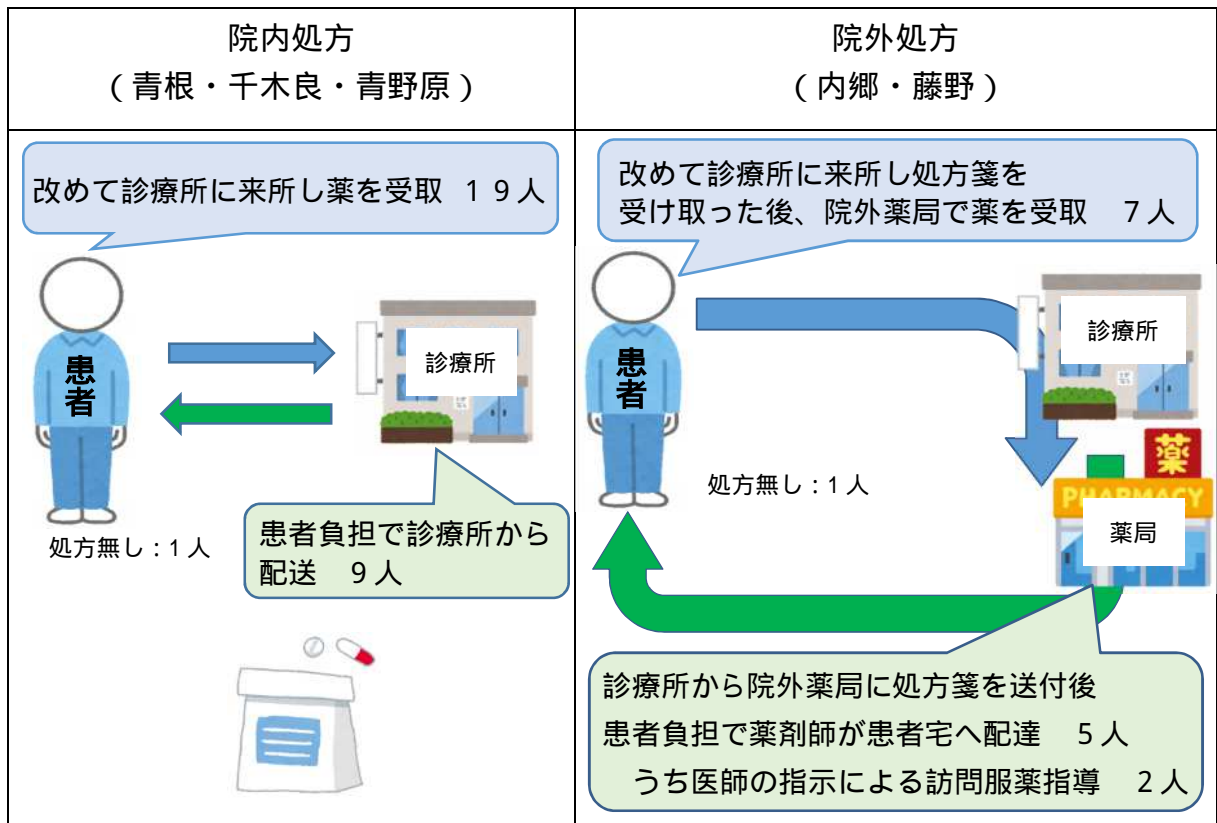 院内処方
（青根・千木良・青野原）
改めて診療所に来所し薬を受取　１９人
患者
診療所
処方無し：1人
患者負担で診療所から
配送　９人
院外処方
（内郷・藤野）
改めて診療所に来所し処方箋を
受け取った後、院外薬局で薬を受取　７人
患者
診療所
処方無し：1人
薬
PHARMACY
薬局
診療所から院外薬局に処方箋を送付後
患者負担で薬剤師が患者宅へ配達　５人
うち医師の指示による訪問服薬指導　２人